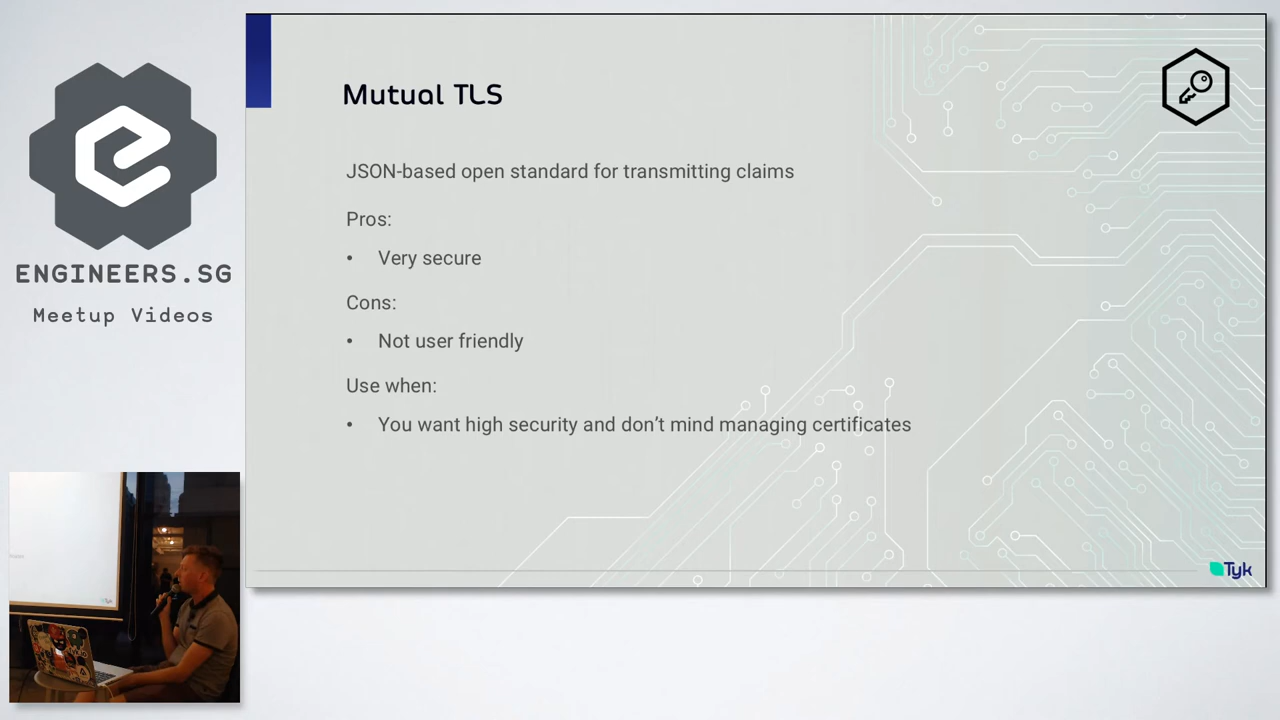 ENGINEERS.SG
Meetup Videos
Mutual TLS
JSON-based open standard for transmitting claims
Pros:
• Very secure
Cons:
• Not user friendly
Use when:
• You want high security and don’t mind managing certificates
Tyk